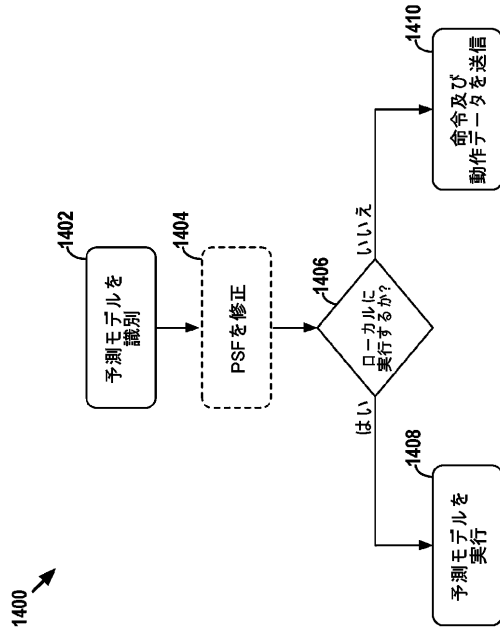 1400
1402
予測モデルを
識別
1404
PSFを修正
1406
ローカルに
実行するか?
はい
いいえ
1408
予測モデルを
実行
1410
命令及び
動作データを送信